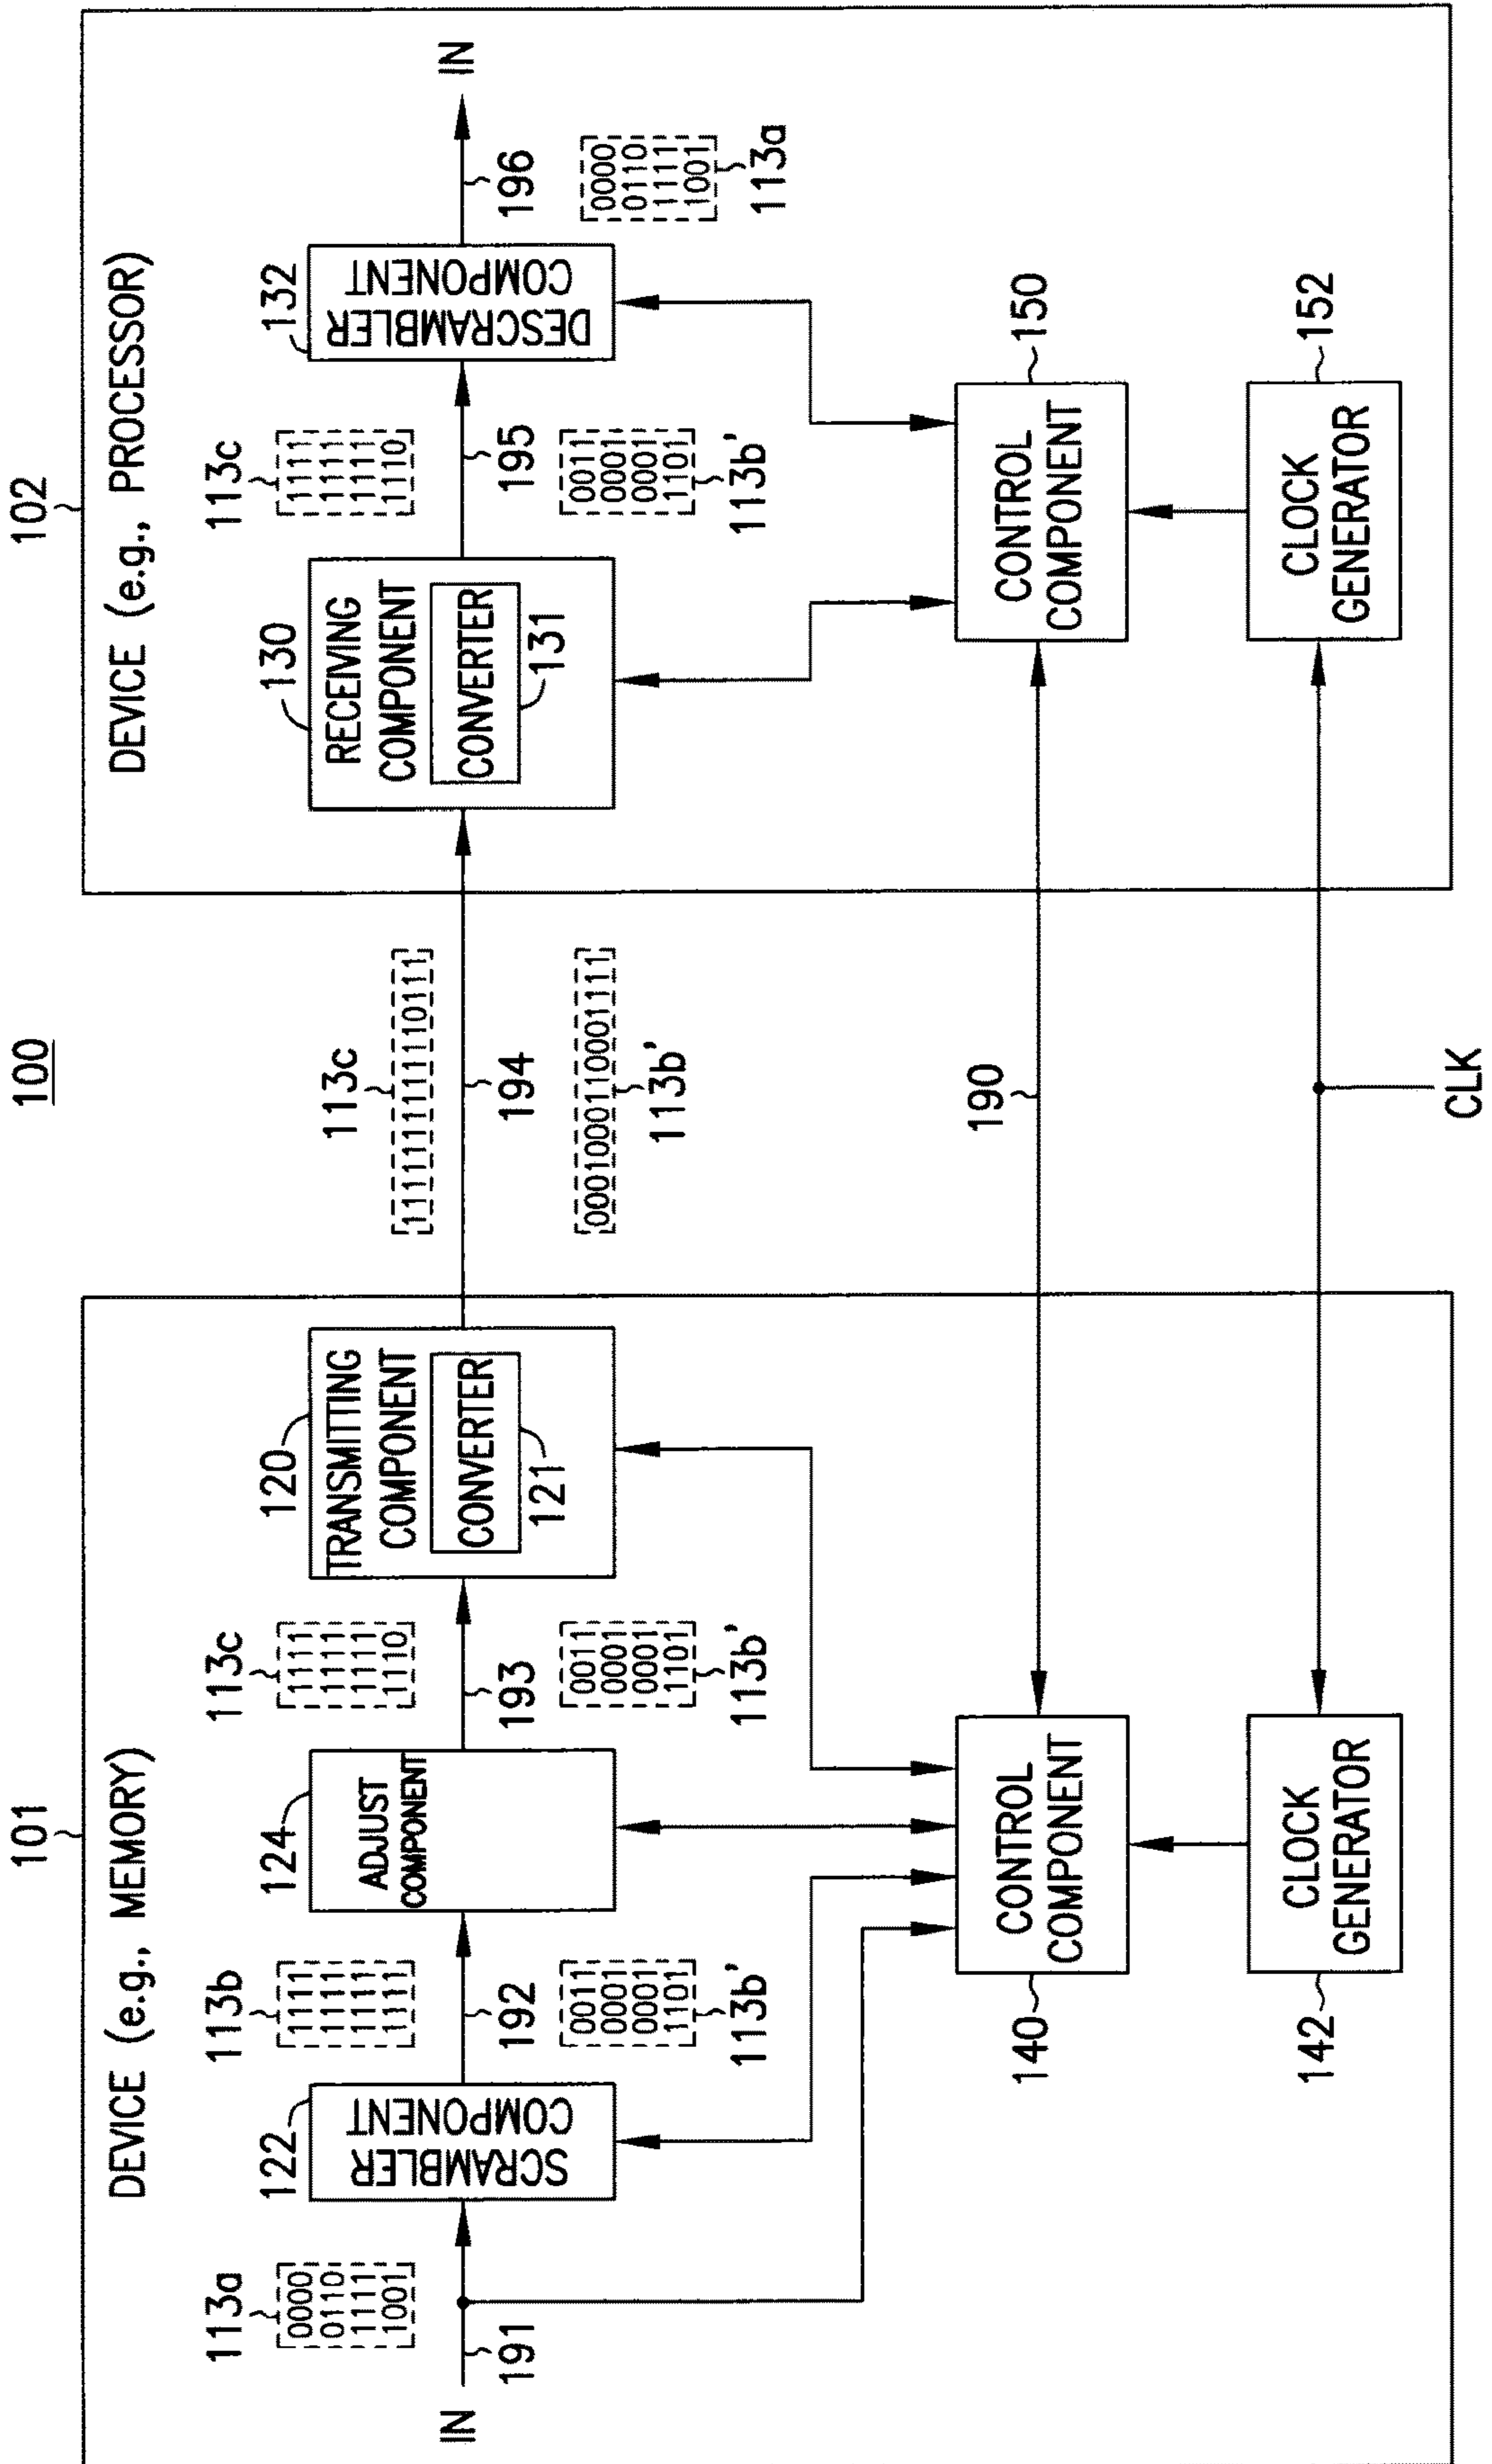 100
101
DEVICE (e.g., MEMORY)
113a
0000
0110
1111
1001
IN
191
122
SCRAMBLER
COMPONENT
113b
1111
1111
1111
1111
192
0011
0001
0001
1101
113b'
124
ADJUST
COMPONENT
113c
1111
1111
1111
1110
193
0011
0001
0001
1101
113b'
120
TRANSMITTING
COMPONENT
CONVERTER
121
140
CONTROL
COMPONENT
142
CLOCK
GENERATOR
113c
1111111111110111
194
0001000110001111
113b'
190
CLK
102
DEVICE (e.g., PROCESSOR)
130
RECEIVING
COMPONENT
CONVERTER
131
113c
1111
1111
1111
1110
195
0011
0001
0001
1101
113b'
132
DESCRAMBLER
COMPONENT
IN
196
0000
0110
1111
1001
113a
CONTROL
COMPONENT
150
CLOCK
GENERATOR
152